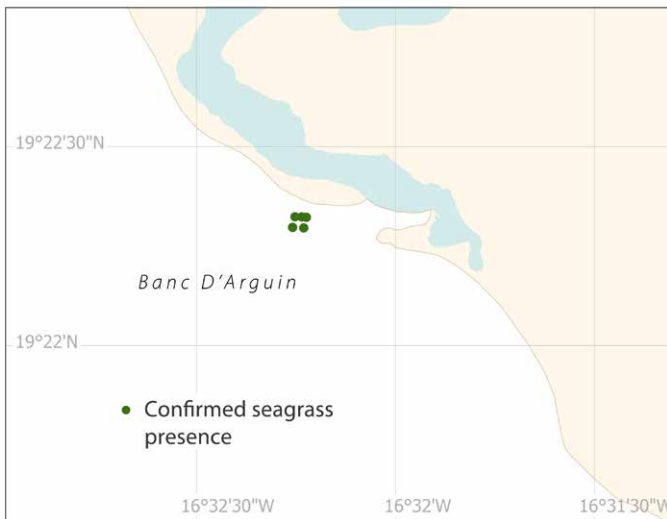 19°22'30"N
Banc D'Arguin
19°22'N
Confirmed seagrass
presence
16°32'30"W
16°32'W
16°31'30"W